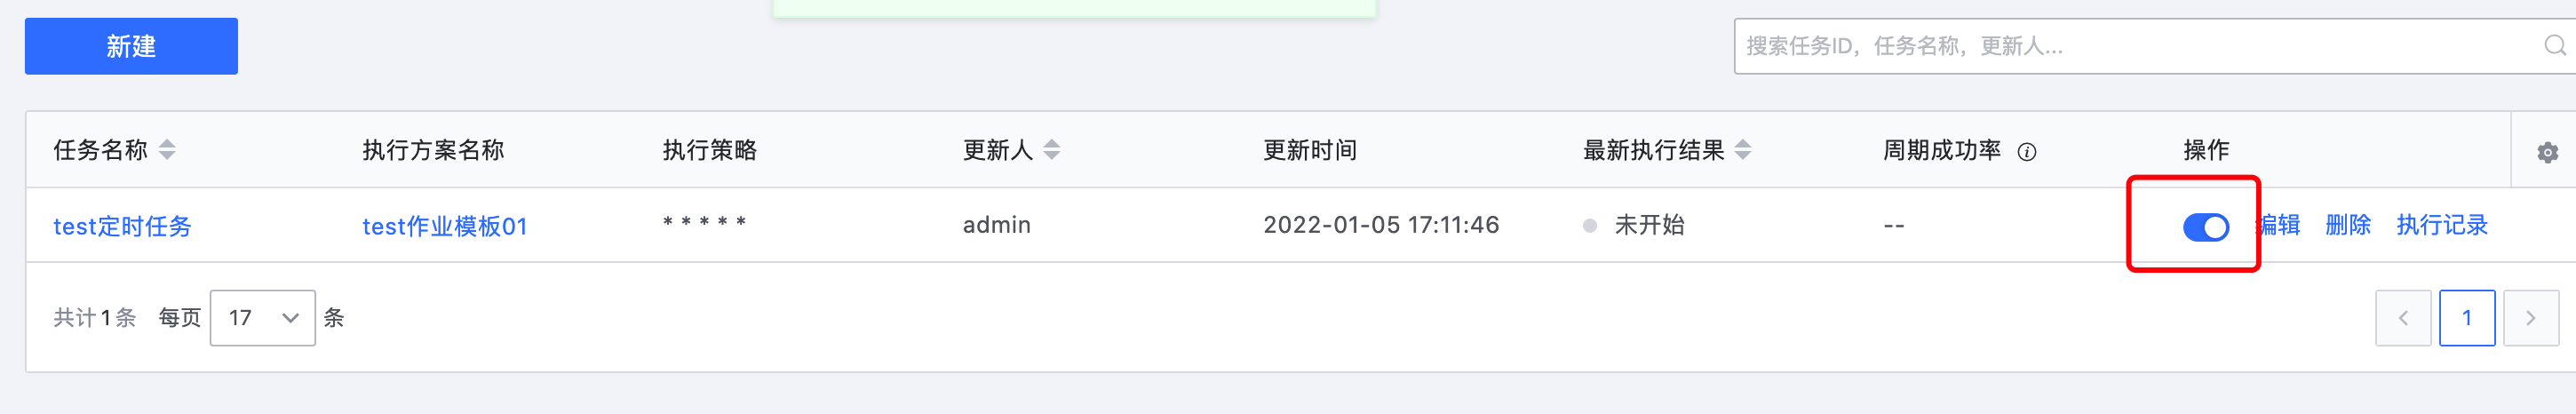 新建
搜索任务ID，任务名称，更新人...
任务名称 执行方案名称 执行策略 更新人 更新时间 最新执行结果 周期成功率 操作
test定时任务 test作业模板01 * * * * * admin 2022-01-05 17:11:46 未开始 -- 编辑 删除 执行记录
共计1条 每页 17 条 1